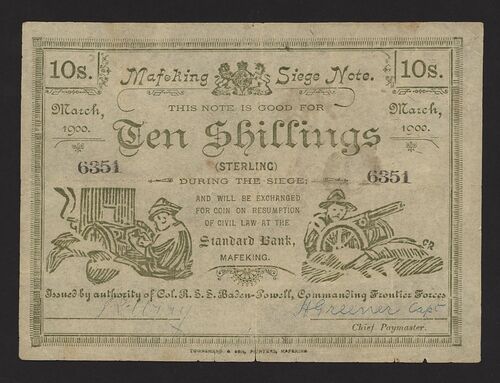 10s. Mafeking Siege Note. 10s.
March, 1900. THIS NOTE IS GOOD FOR March, 1900.
Ten Shillings
(STERLING)
6351 DURING THE SIEGE; 6351
AND WILL BE EXCHANGED
FOR COIN ON RESUMPTION
OF CIVIL LAW AT THE
Standard Bank,
MAFEKING.
Issued by authority of Col. R. S. S. Baden-Powell, Commanding Frontier Forces
H Greener Capt
Chief Paymaster.
TOWNSHEND & SON, PRINTERS, MAFEKING